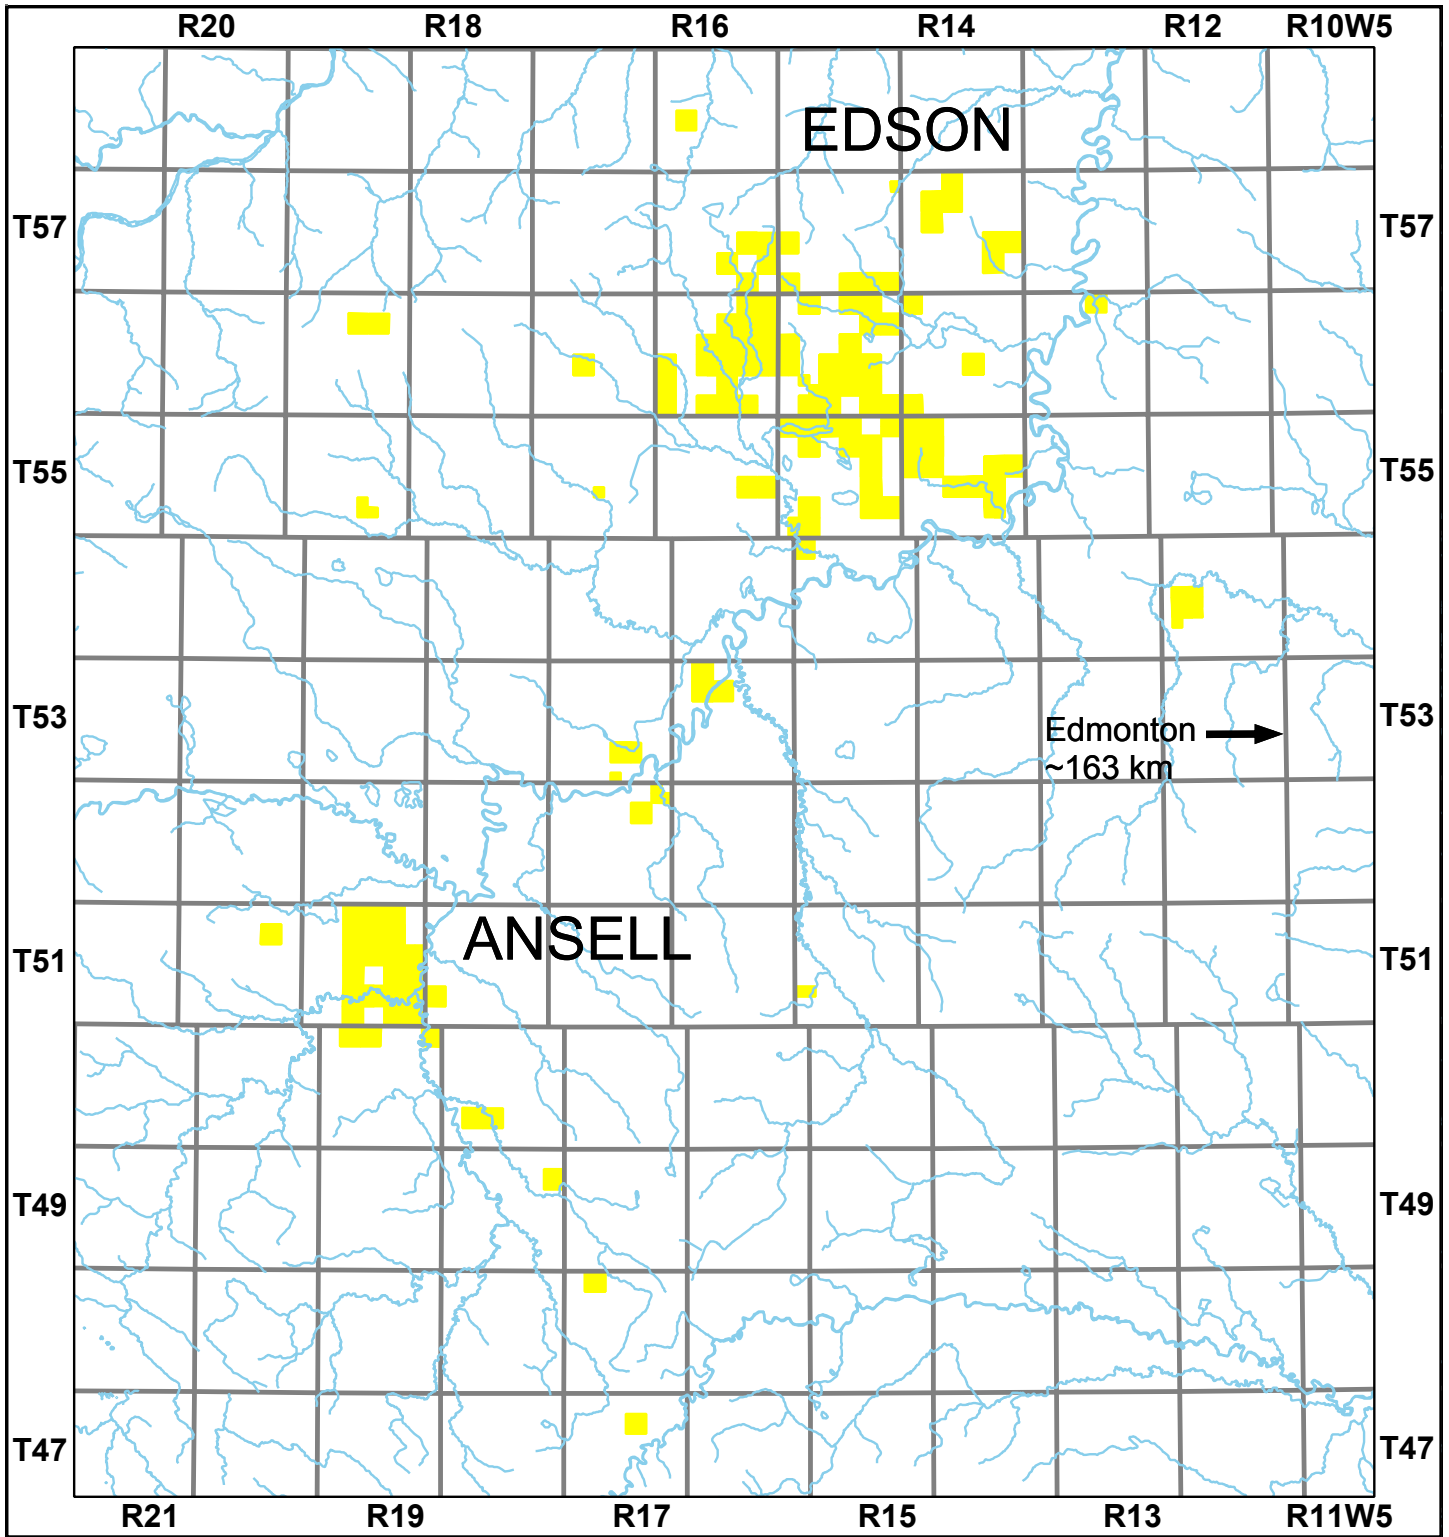 R20 R18 R16 R14 R12 R10W5
EDSON
T57 T57
T55 T55
T53 T53
Edmonton
~163 km
ANSELL
T51 T51
T49 T49
T47 T47
R21 R19 R17 R15 R13 R11W5